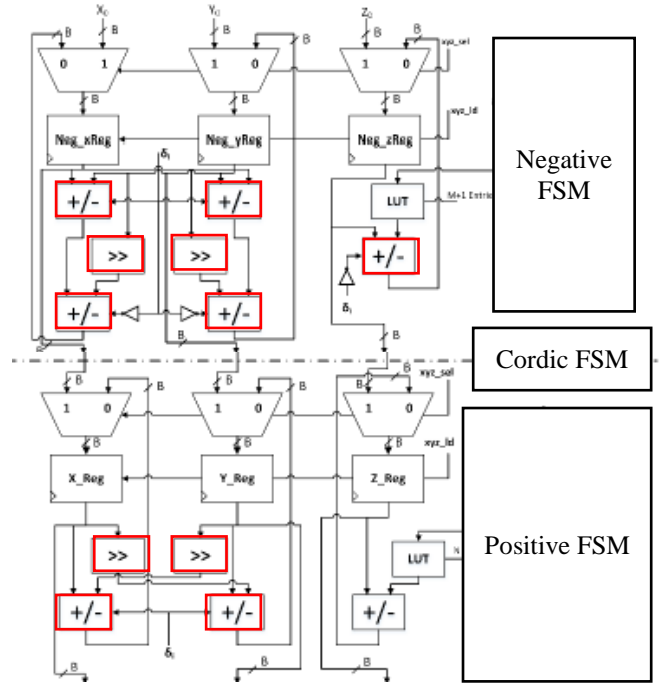 X₀ Y₀ Z₀
B B B B B B
xyz_sel
0 1 1 0 1 0
B B B
xyz_ld
Neg_xReg Neg_yReg Neg_zReg
Negative
FSM
δᵢ
+/- +/- LUT M+1 Entrie
>> >> +/-
+/- +/- δᵢ
B B B
Cordic FSM
B B B B B B
xyz_sel
1 0 1 0 1 0
B B B
xyz_ld
X_Reg Y_Reg Z_Reg
Positive FSM
>> >> LUT N
+/- +/- +/-
δᵢ
B B B